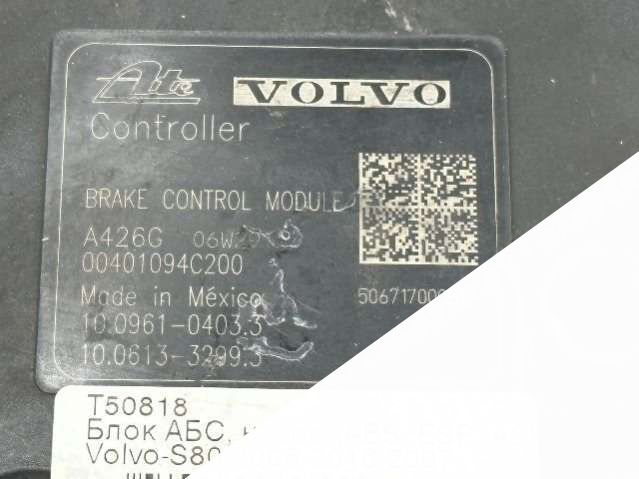 Ate VOLVO
Controller
BRAKE CONTROL MODULE
A426G
00401094C200
Made in México
10.0961-0403.3
10.0613-3299.3
T50818
Блок АБС,
Volvo-S80